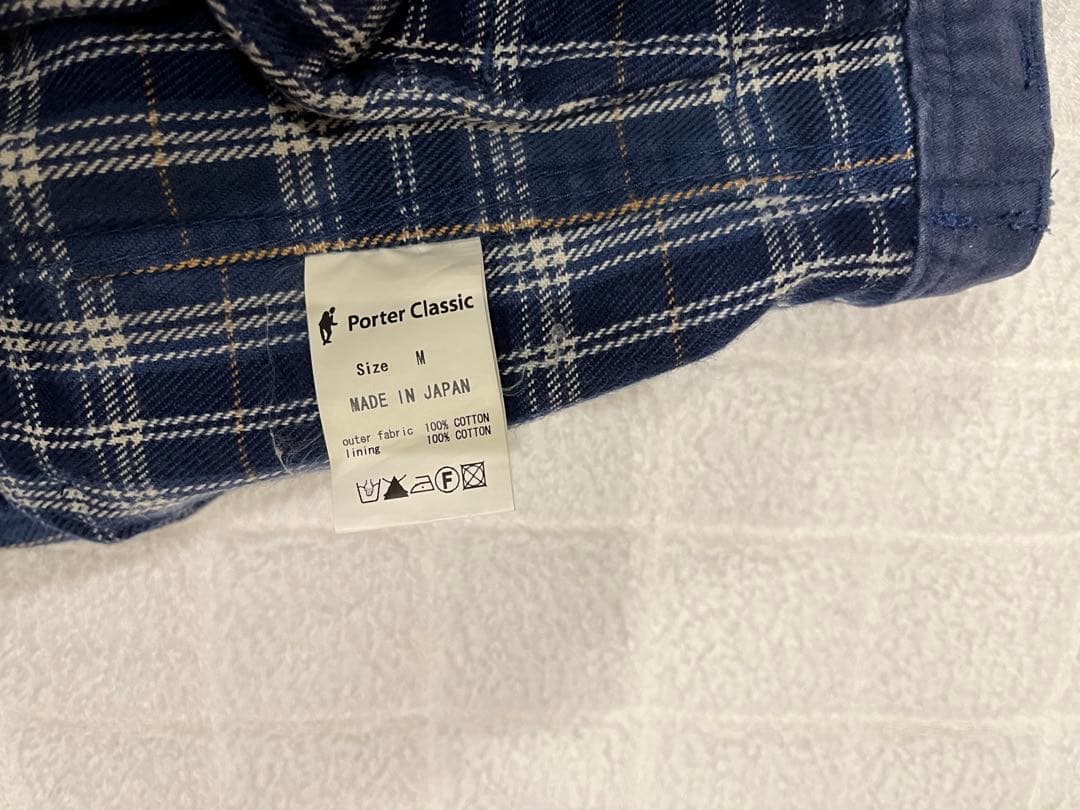 Porter Classic
Size M
MADE IN JAPAN
outer fabric 100% COTTON
lining 100% COTTON
F